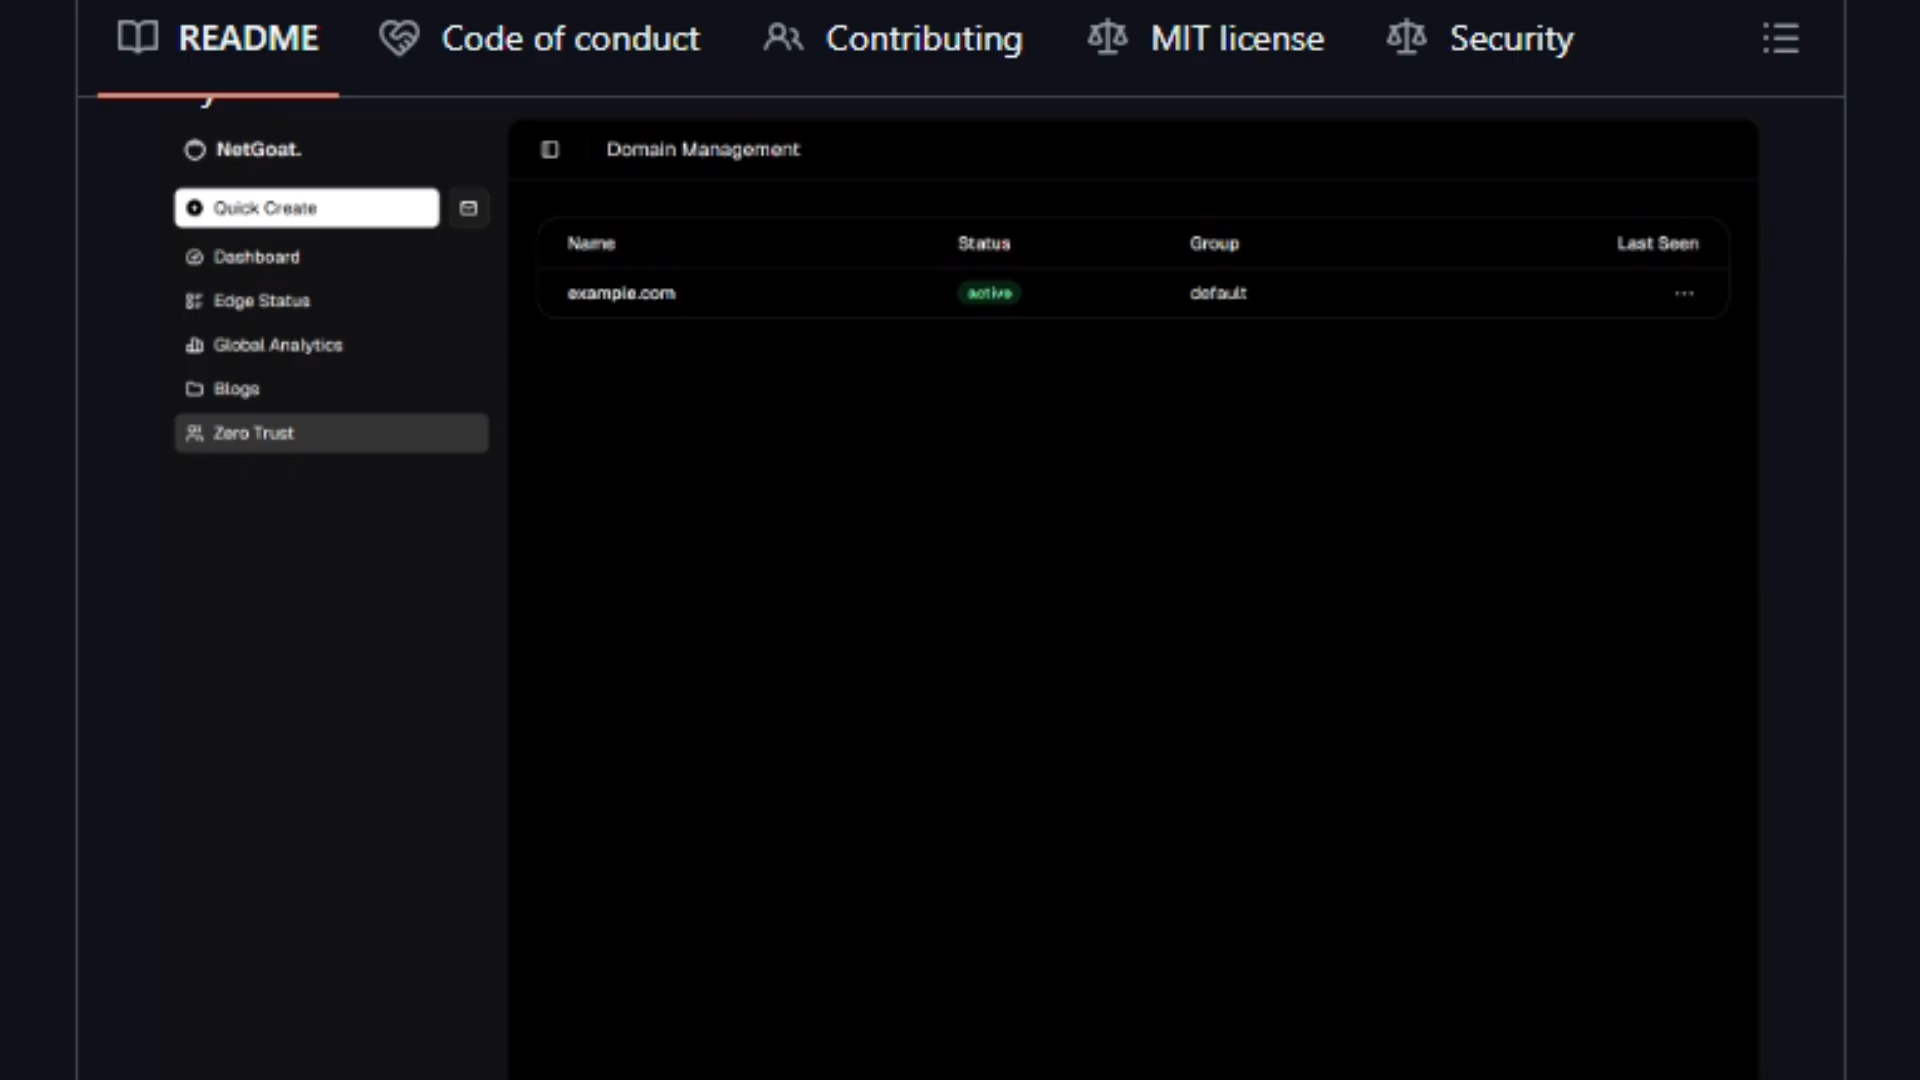 README Code of conduct Contributing MIT license Security
NetGoat.
Domain Management
Quick Create
Dashboard
Edge Status
Global Analytics
Blogs
Zero Trust
Name Status Group Last Seen
example.com active default ...